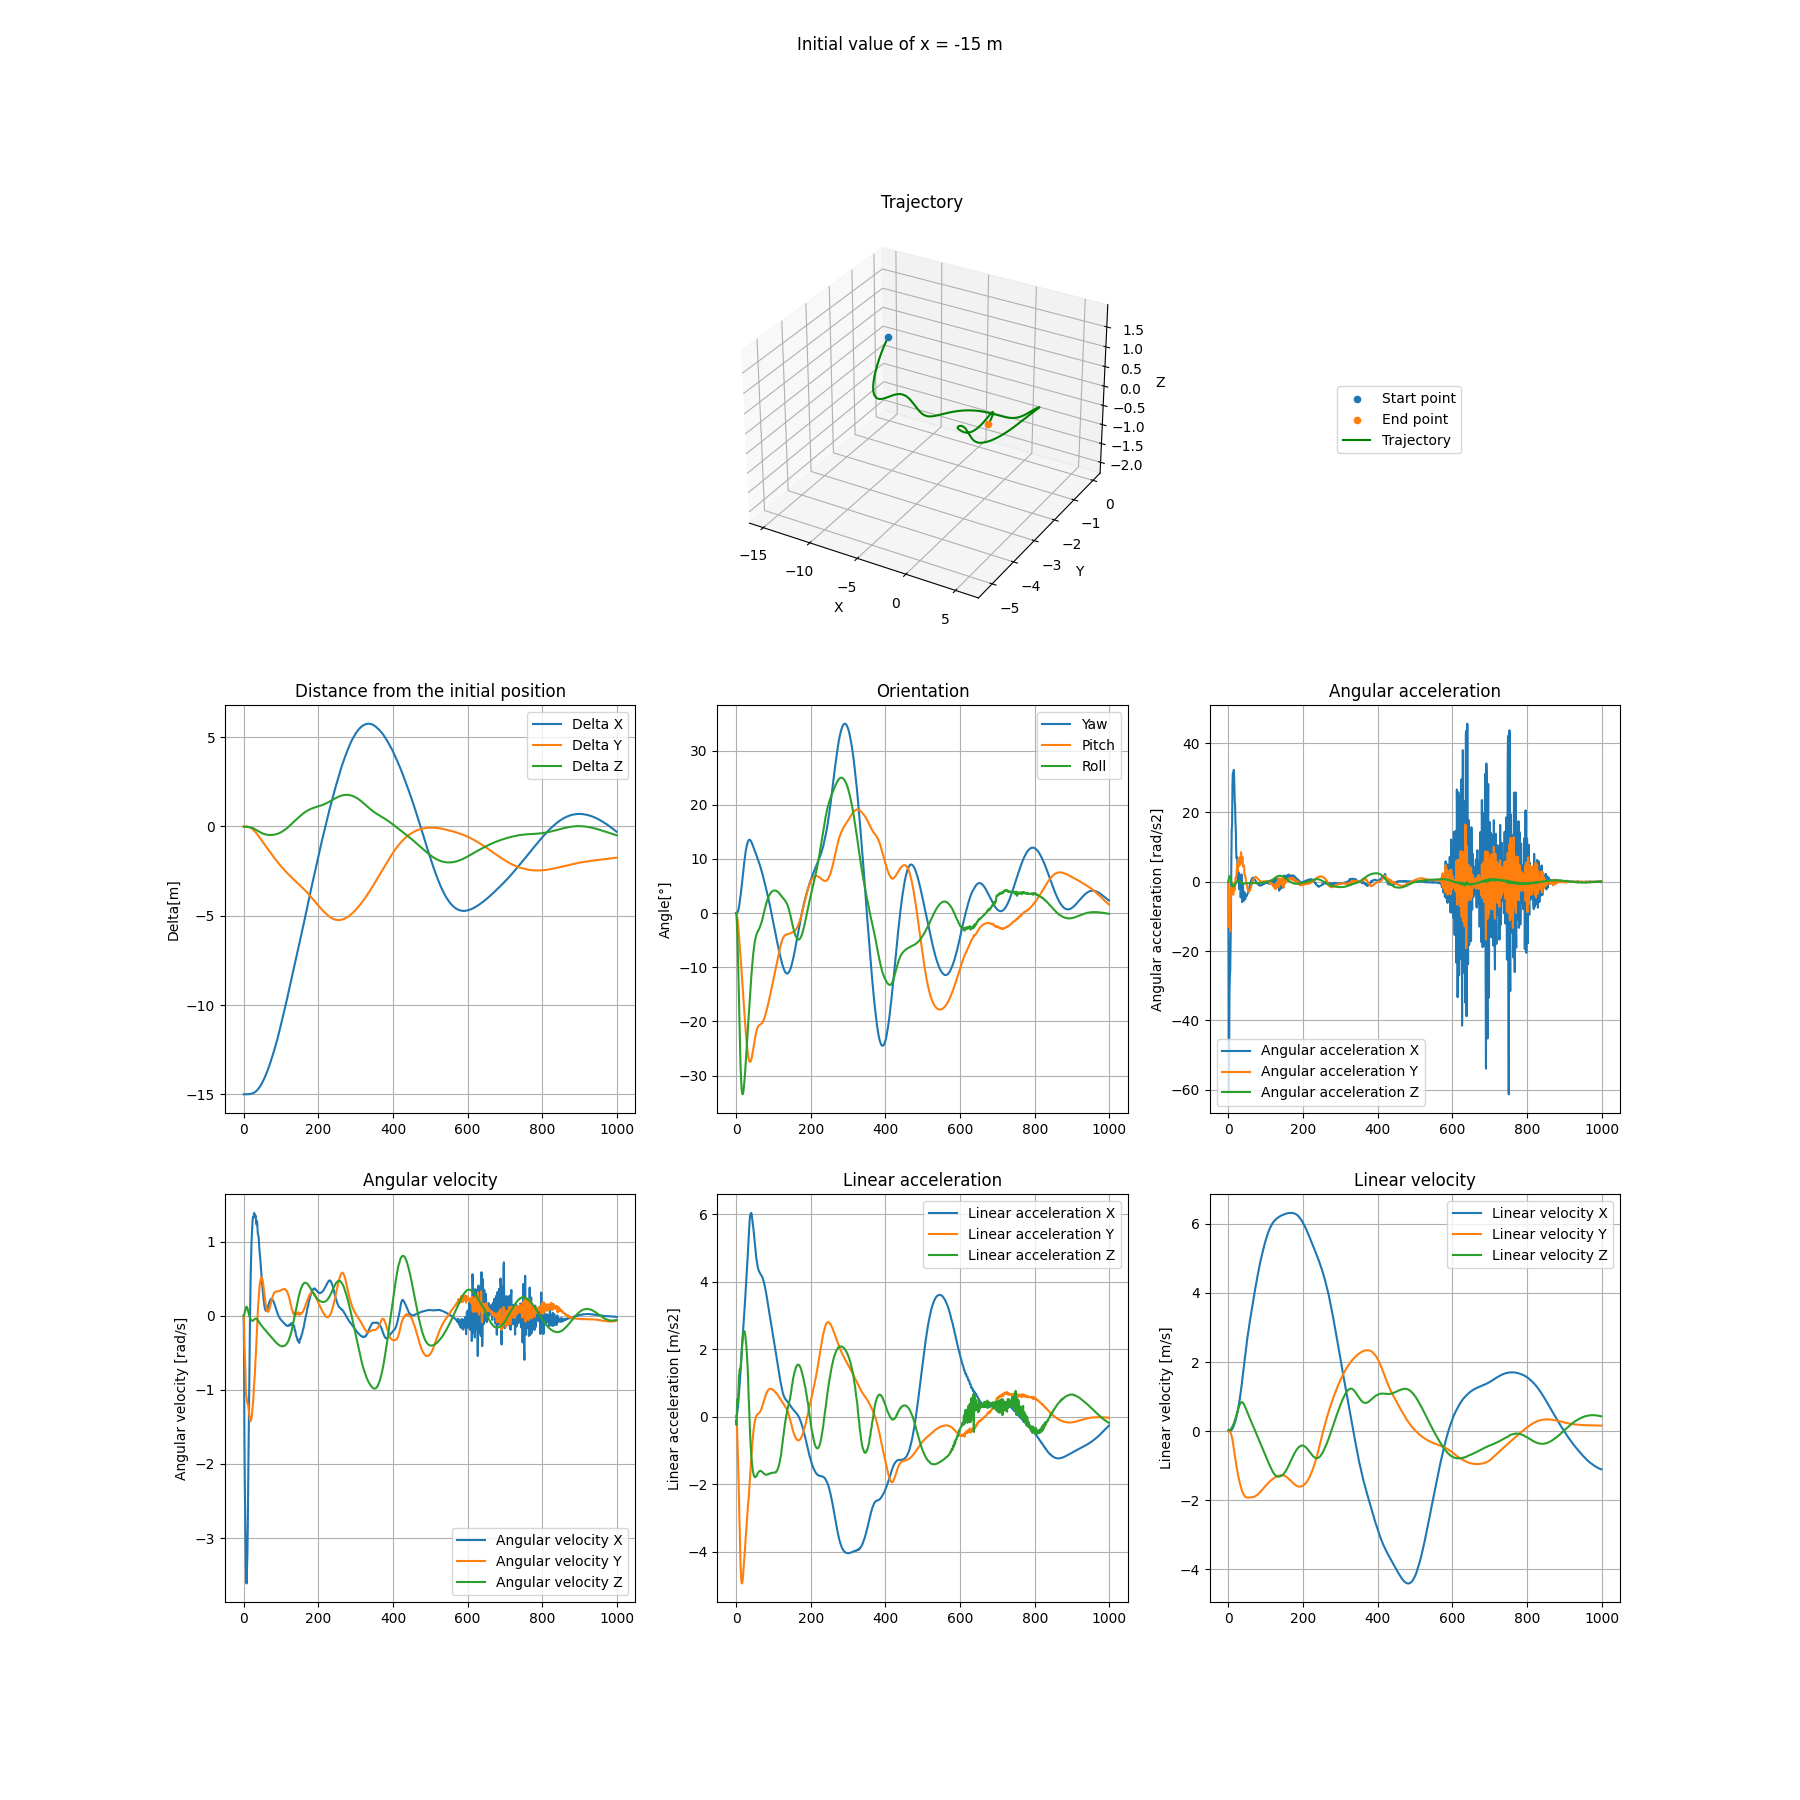 Initial value of x = -15 m
Trajectory
1.5
1.0
0.5
0.0
−0.5
−1.0
−1.5
−2.0
Z
0
−1
−2
−3
−4
−5
Y
−15
−10
−5
0
5
X
Start point
End point
Trajectory
Distance from the initial position
Delta[m]
5
0
−5
−10
−15
Delta X
Delta Y
Delta Z
0 200 400 600 800 1000
Orientation
Angle[°]
30
20
10
0
−10
−20
−30
Yaw
Pitch
Roll
0 200 400 600 800 1000
Angular acceleration
Angular acceleration [rad/s2]
40
20
0
−20
−40
−60
Angular acceleration X
Angular acceleration Y
Angular acceleration Z
0 200 400 600 800 1000
Angular velocity
Angular velocity [rad/s]
1
0
−1
−2
−3
Angular velocity X
Angular velocity Y
Angular velocity Z
0 200 400 600 800 1000
Linear acceleration
Linear acceleration [m/s2]
6
4
2
0
−2
−4
Linear acceleration X
Linear acceleration Y
Linear acceleration Z
0 200 400 600 800 1000
Linear velocity
Linear velocity [m/s]
6
4
2
0
−2
−4
Linear velocity X
Linear velocity Y
Linear velocity Z
0 200 400 600 800 1000